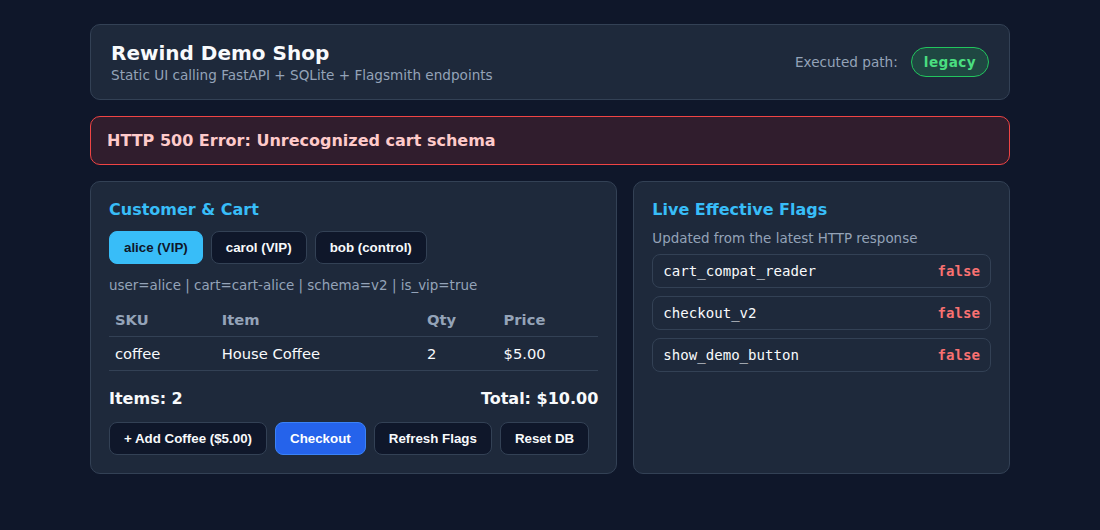 Rewind Demo Shop
Static UI calling FastAPI + SQLite + Flagsmith endpoints
Executed path: legacy
HTTP 500 Error: Unrecognized cart schema
Customer & Cart
alice (VIP) carol (VIP) bob (control)
user=alice | cart=cart-alice | schema=v2 | is_vip=true
SKU Item Qty Price
coffee House Coffee 2 $5.00
Items: 2 Total: $10.00
+ Add Coffee ($5.00) Checkout Refresh Flags Reset DB
Live Effective Flags
Updated from the latest HTTP response
cart_compat_reader false
checkout_v2 false
show_demo_button false